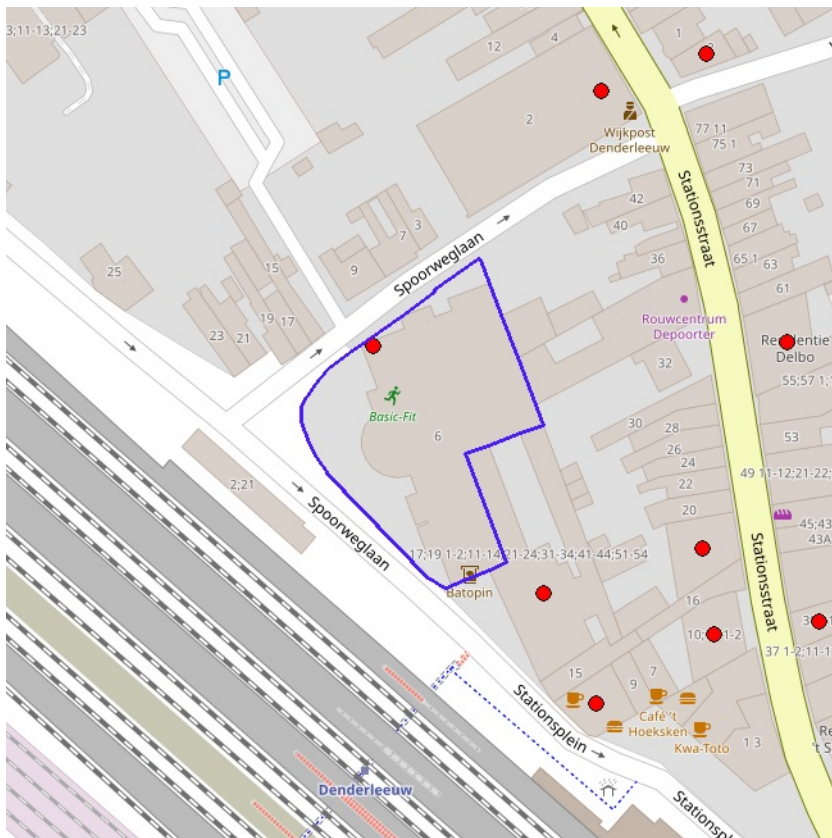 3;11-13;21-23
12
4
1
P
2
Wijkpost
Denderleeuw
77 11
75 1
73
71
69
67
65 1
63
61
42
40
36
Stationsstraat
3
7
9
Spoorweglaan
25
15
19
17
23
21
Rouwcentrum
Depoorter
Residentie
Delbo
55;57 1;
32
Basic-Fit
6
30
28
26
24
22
20
53
49 11-12;21-22;
45;43
43A
2;21
Spoorweglaan
17;19 1-2;11-14;21-24;31-34;41-44;51-54
Batopin
Stationsstraat
16
37 1-2;11-1
15
9
7
Café 't
Hoeksken
Kwa-Toto
1 3
Re
't S
Stationsplein
Denderleeuw